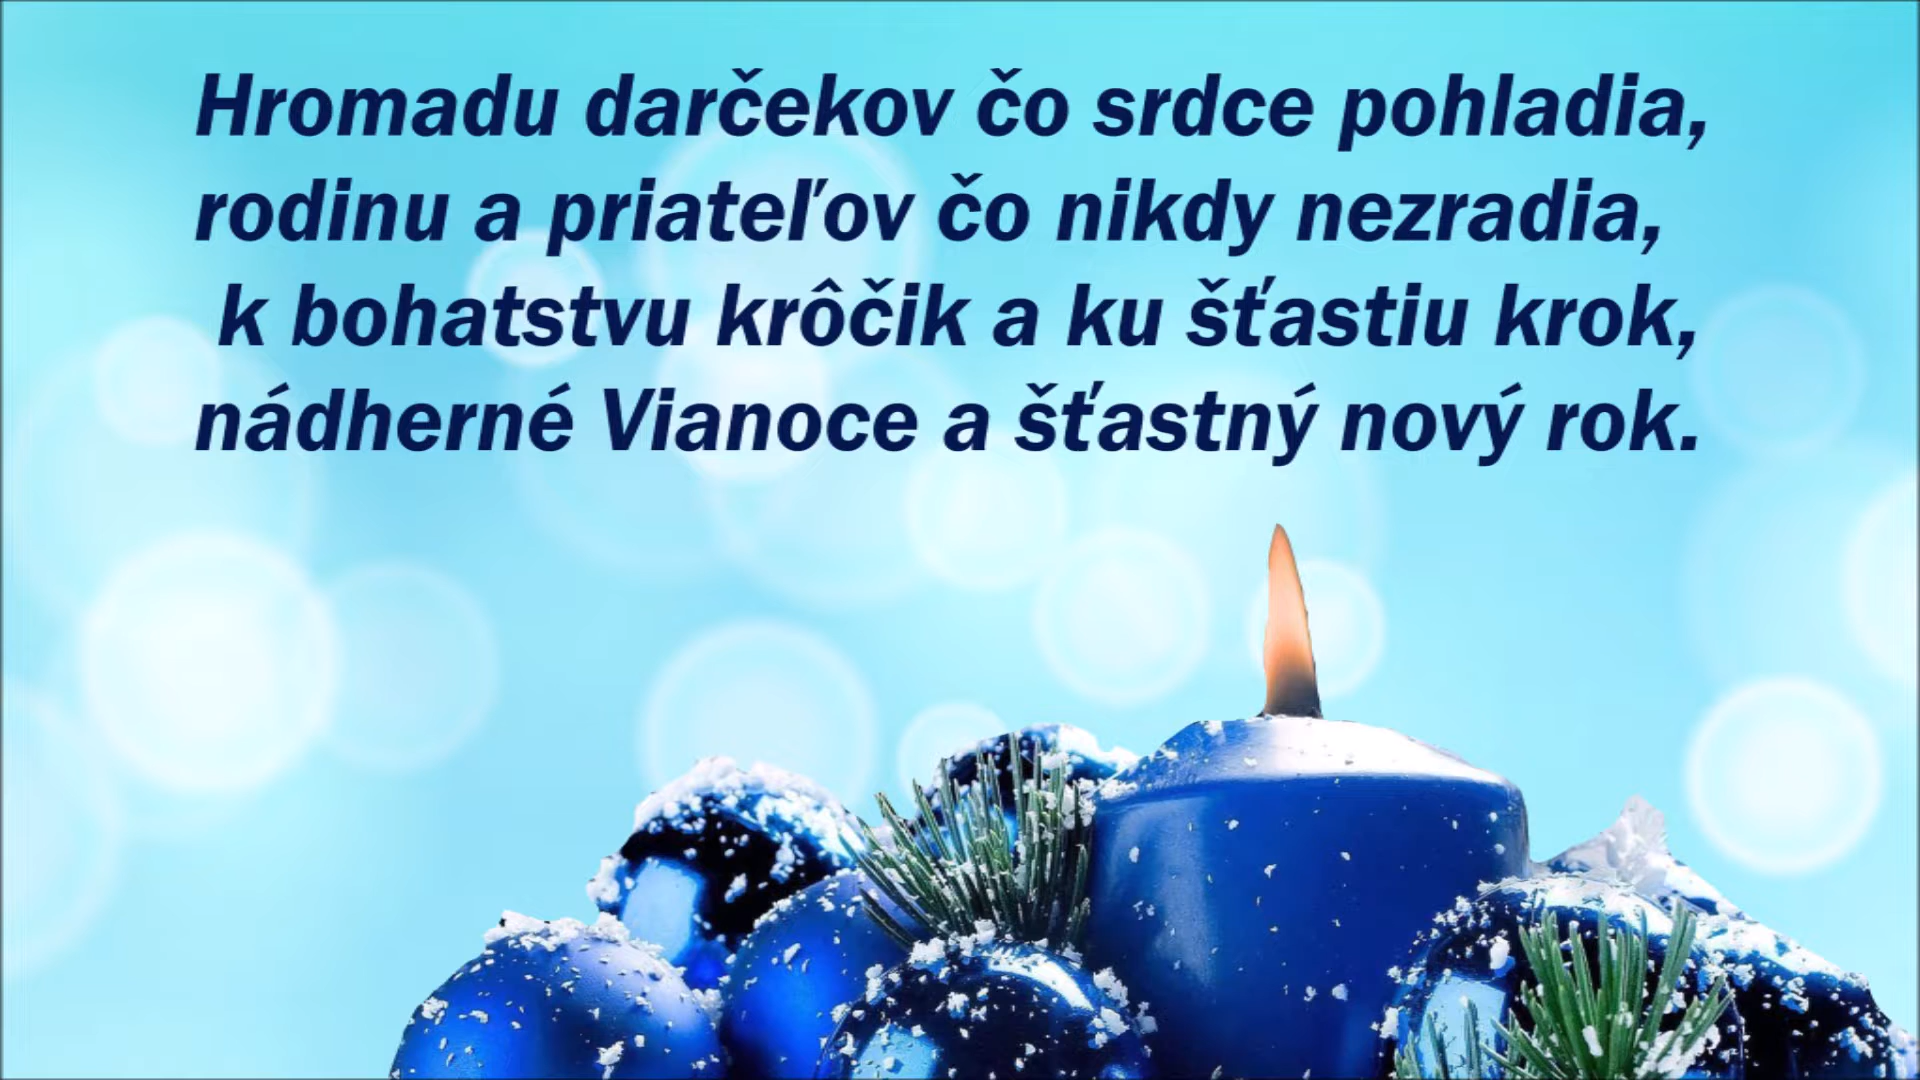 Hromadu darčekov čo srdce pohladia,
rodinu a priateľov čo nikdy nezradia,
k bohatstvu krôčik a ku šťastiu krok,
nádherné Vianoce a šťastný nový rok.